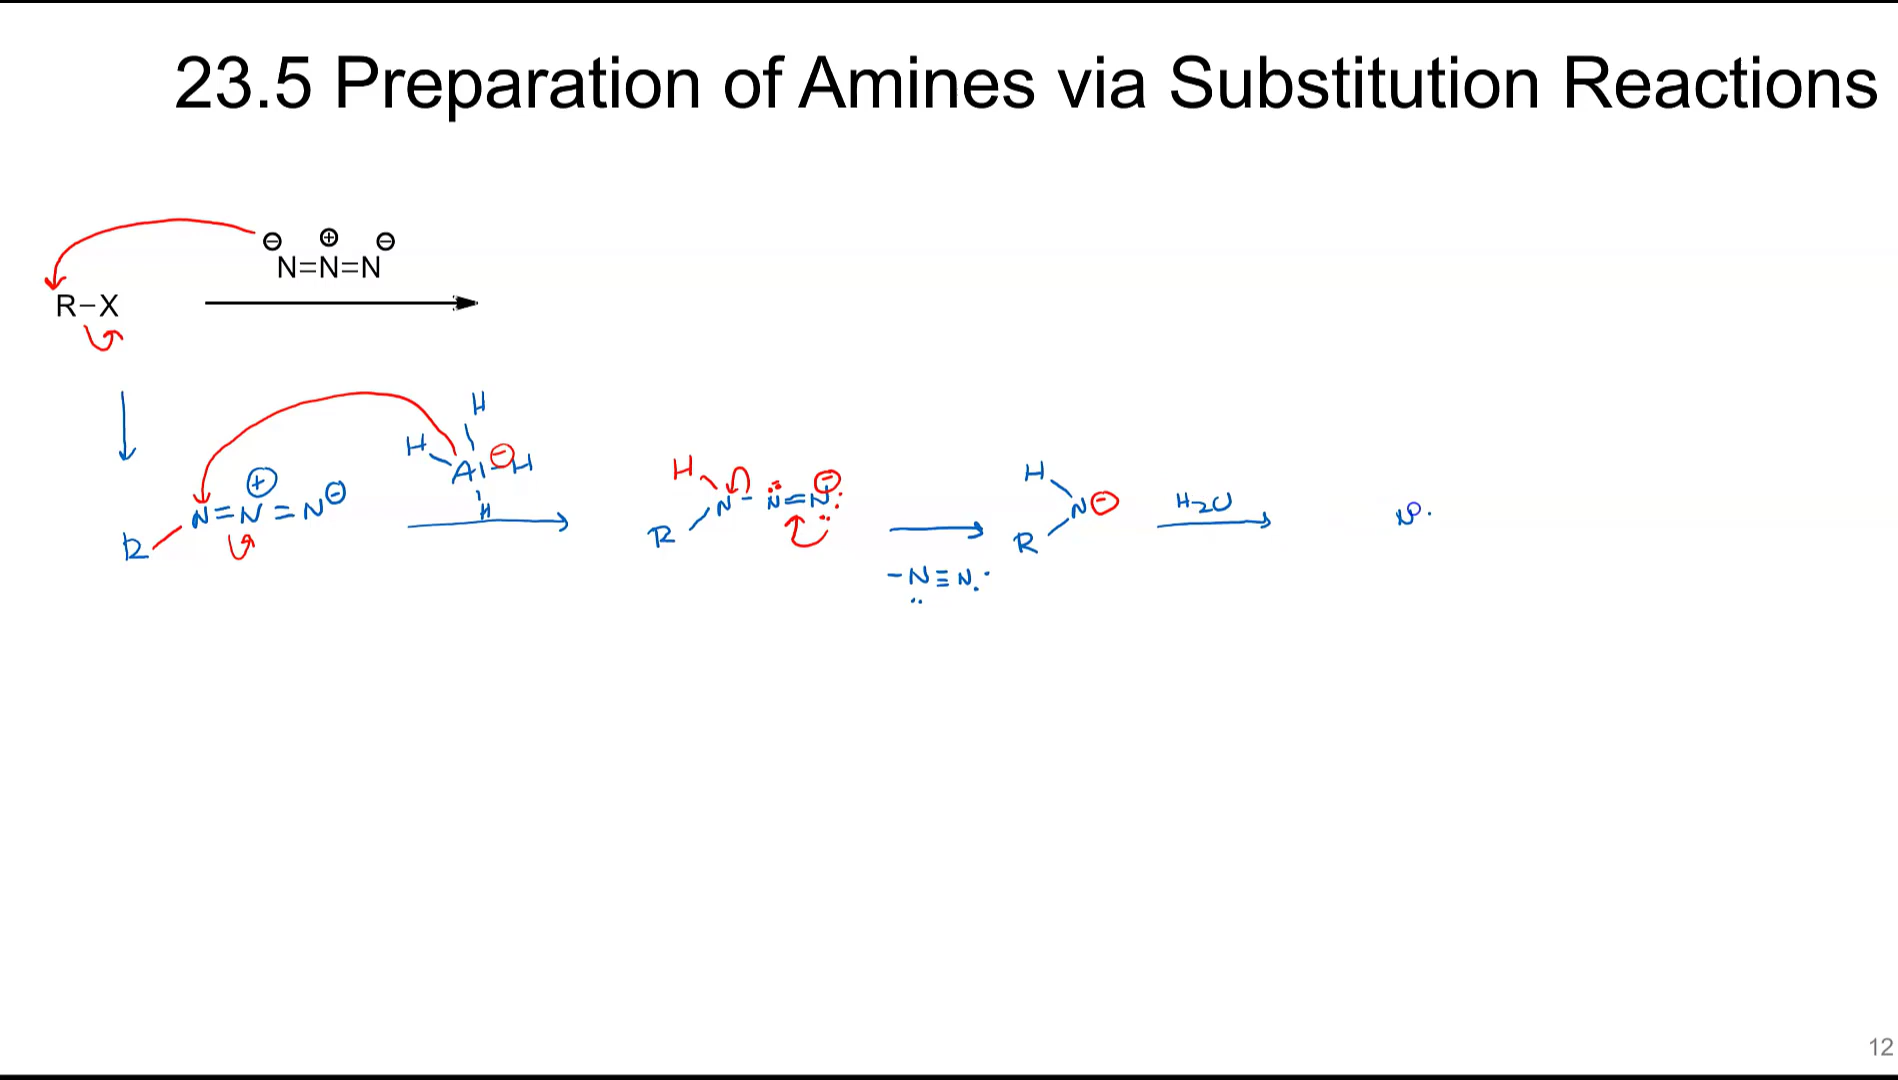 23.5 Preparation of Amines via Substitution Reactions
⊖ ⊕ ⊖
N=N=N
R–X
H
H Al ⊖ H
H
⊕ ⊖
R N=N=N
H ⊖
R N–N=N
–N≡N:
H
N⊖
R
H2O
12